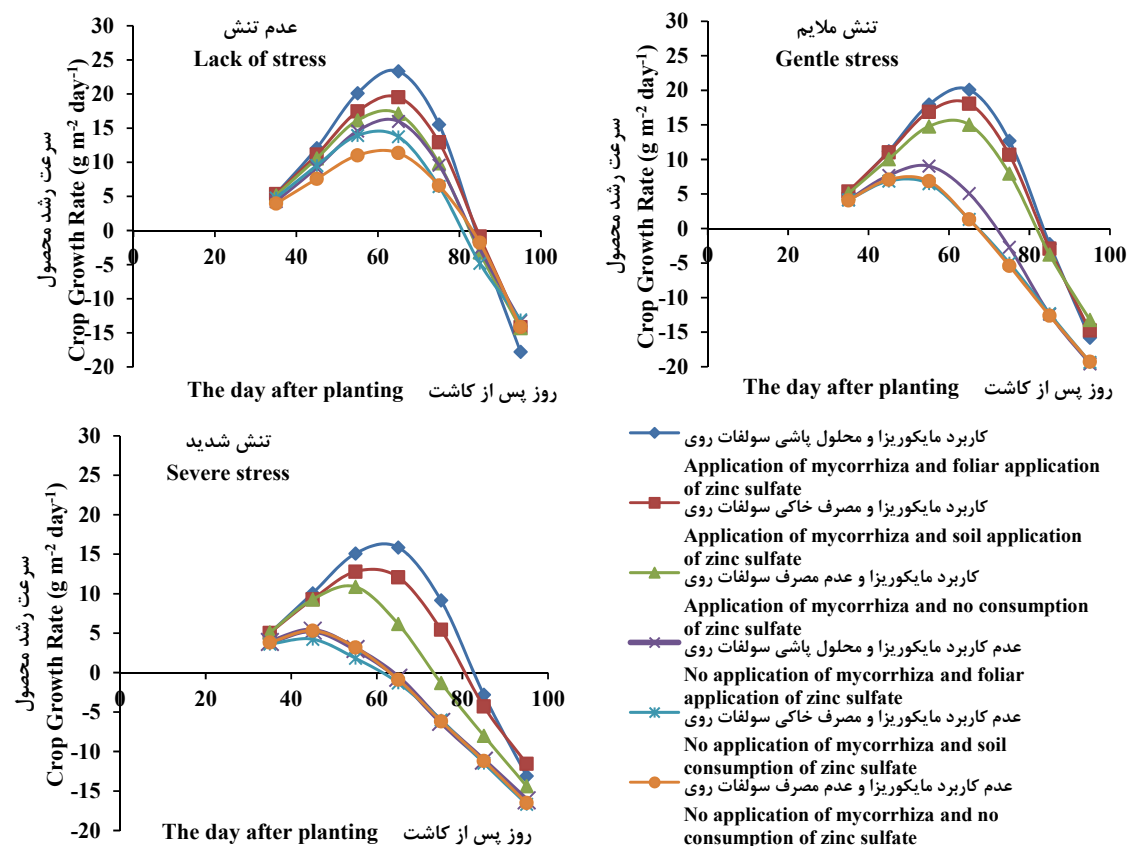 عدم تنش
Lack of stress
سرعت رشد محصول
Crop Growth Rate (g m-2 day-1)
30
25
20
15
10
5
0
-5
-10
-15
-20
0 20 40 60 80 100
The day after planting روز پس از کاشت
تنش ملایم
Gentle stress
سرعت رشد محصول
Crop Growth Rate (g m-2 day-1)
30
25
20
15
10
5
0
-5
-10
-15
-20
0 20 40 60 80 100
The day after planting روز پس از کاشت
تنش شدید
Severe stress
سرعت رشد محصول
Crop Growth Rate (g m-2 day-1)
30
25
20
15
10
5
0
-5
-10
-15
-20
0 20 40 60 80 100
The day after planting روز پس از کاشت
کاربرد مایکوریزا و محلول پاشی سولفات روی
Application of mycorrhiza and foliar application
of zinc sulfate
کاربرد مایکوریزا و مصرف خاکی سولفات روی
Application of mycorrhiza and soil application
of zinc sulfate
کاربرد مایکوریزا و عدم مصرف سولفات روی
Application of mycorrhiza and no consumption
of zinc sulfate
عدم کاربرد مایکوریزا و محلول پاشی سولفات روی
No application of mycorrhiza and foliar
application of zinc sulfate
عدم کاربرد مایکوریزا و مصرف خاکی سولفات روی
No application of mycorrhiza and soil
consumption of zinc sulfate
عدم کاربرد مایکوریزا و عدم مصرف سولفات روی
No application of mycorrhiza and no
consumption of zinc sulfate